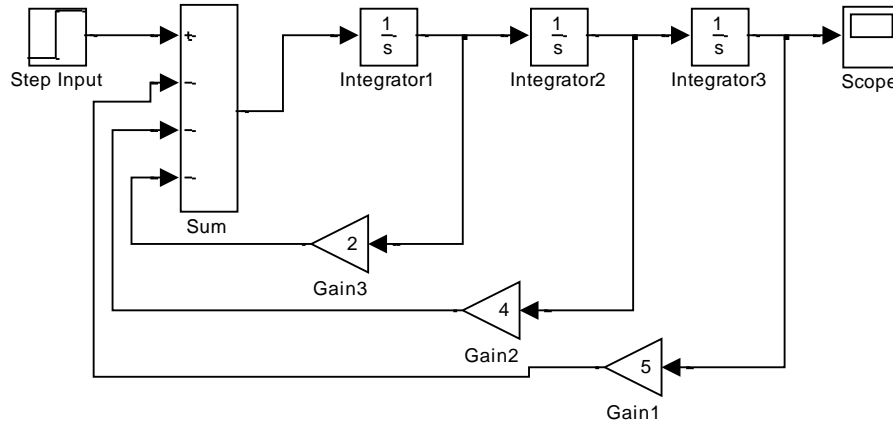 1
s
1
s
1
s
+
Step Input
Integrator1
Integrator2
Integrator3
Scope
−
−
−
Sum
2
Gain3
4
Gain2
5
Gain1